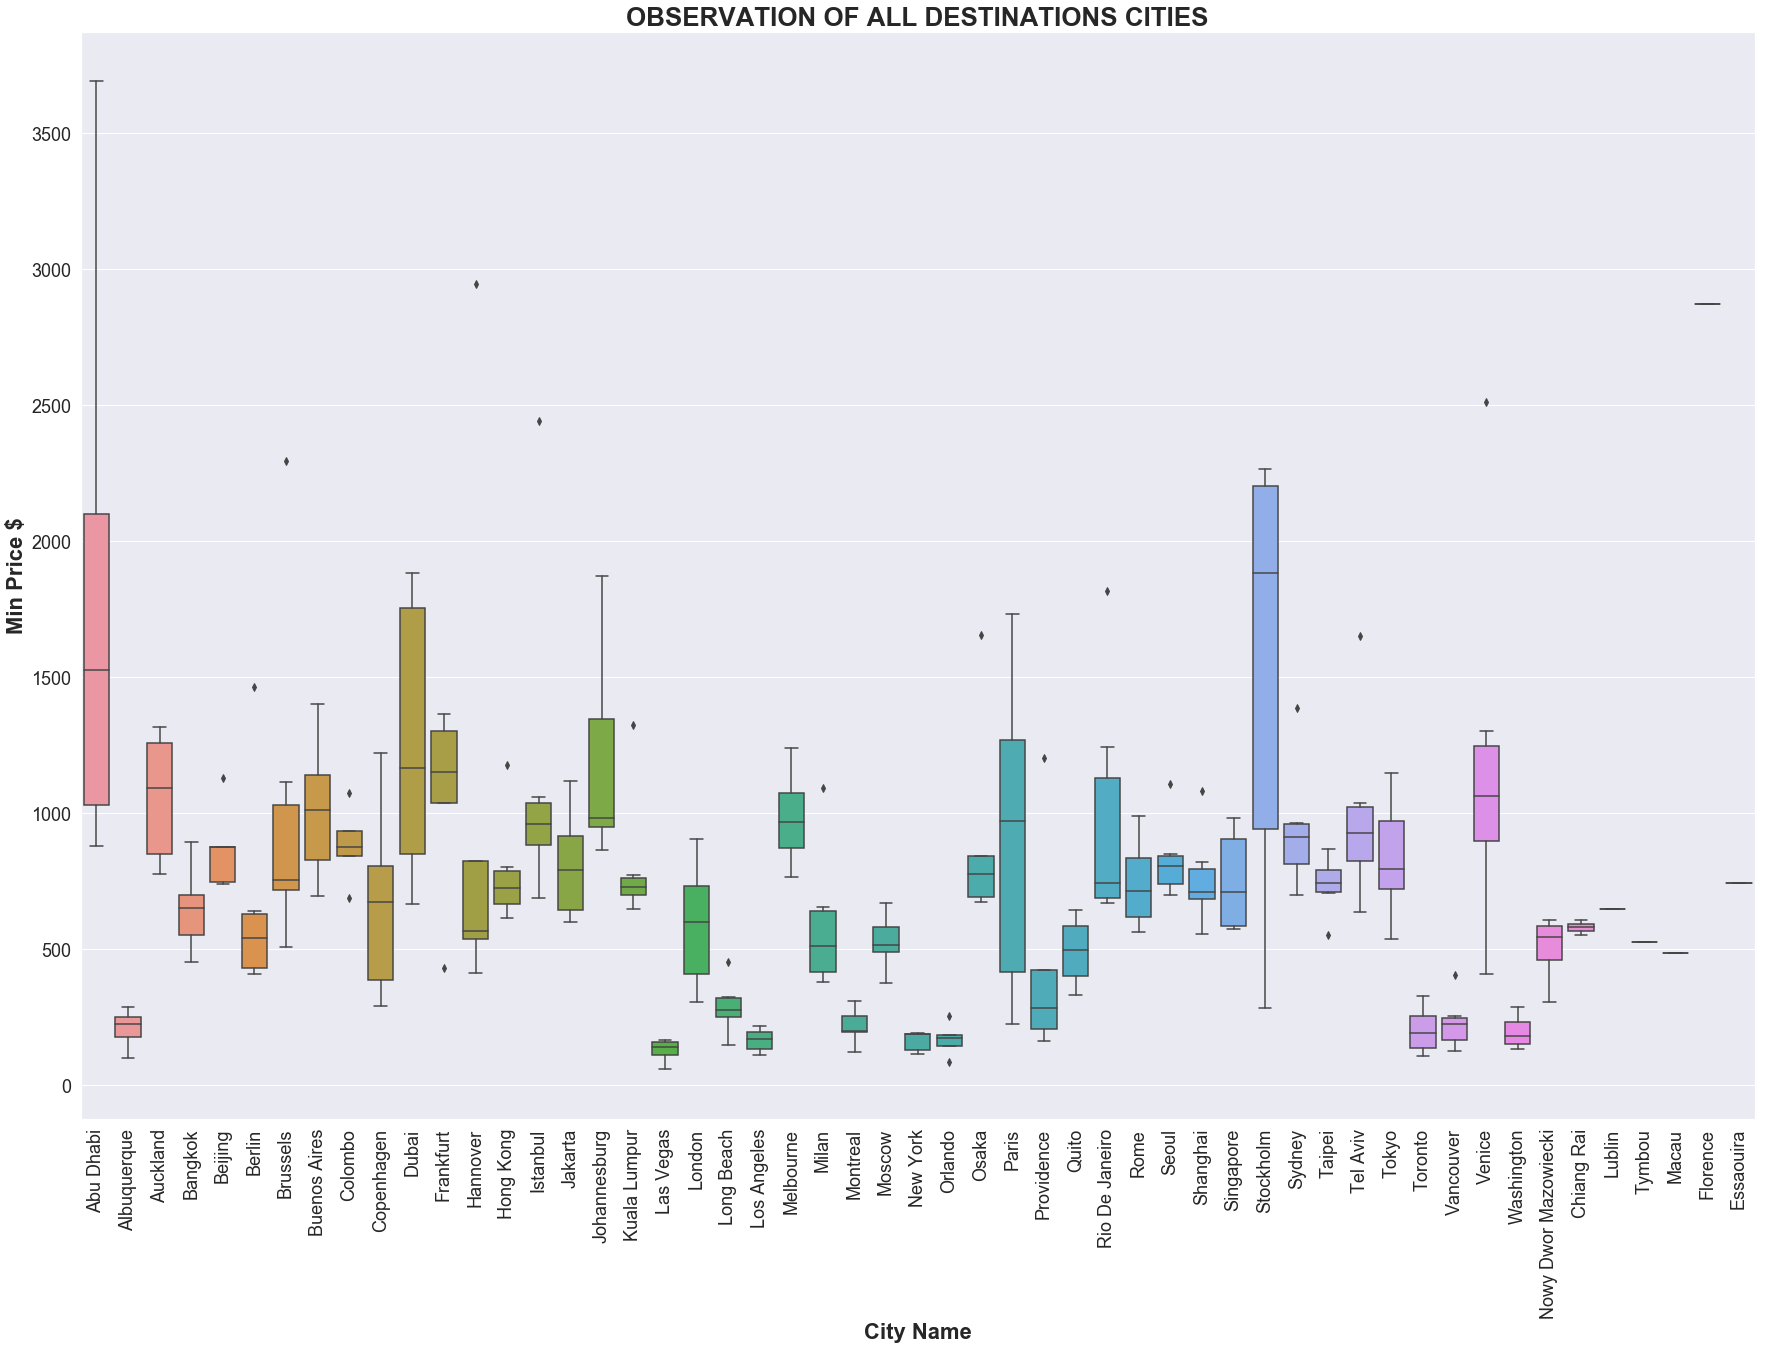 OBSERVATION OF ALL DESTINATIONS CITIES
Min Price $
3500
3000
2500
2000
1500
1000
500
0
Abu Dhabi
Albuquerque
Auckland
Bangkok
Beijing
Berlin
Brussels
Buenos Aires
Colombo
Copenhagen
Dubai
Frankfurt
Hannover
Hong Kong
Istanbul
Jakarta
Johannesburg
Kuala Lumpur
Las Vegas
London
Long Beach
Los Angeles
Melbourne
Milan
Montreal
Moscow
New York
Orlando
Osaka
Paris
Providence
Quito
Rio De Janeiro
Rome
Seoul
Shanghai
Singapore
Stockholm
Sydney
Taipei
Tel Aviv
Tokyo
Toronto
Vancouver
Venice
Washington
Nowy Dwor Mazowiecki
Chiang Rai
Lublin
Tymbou
Macau
Florence
Essaouira
City Name